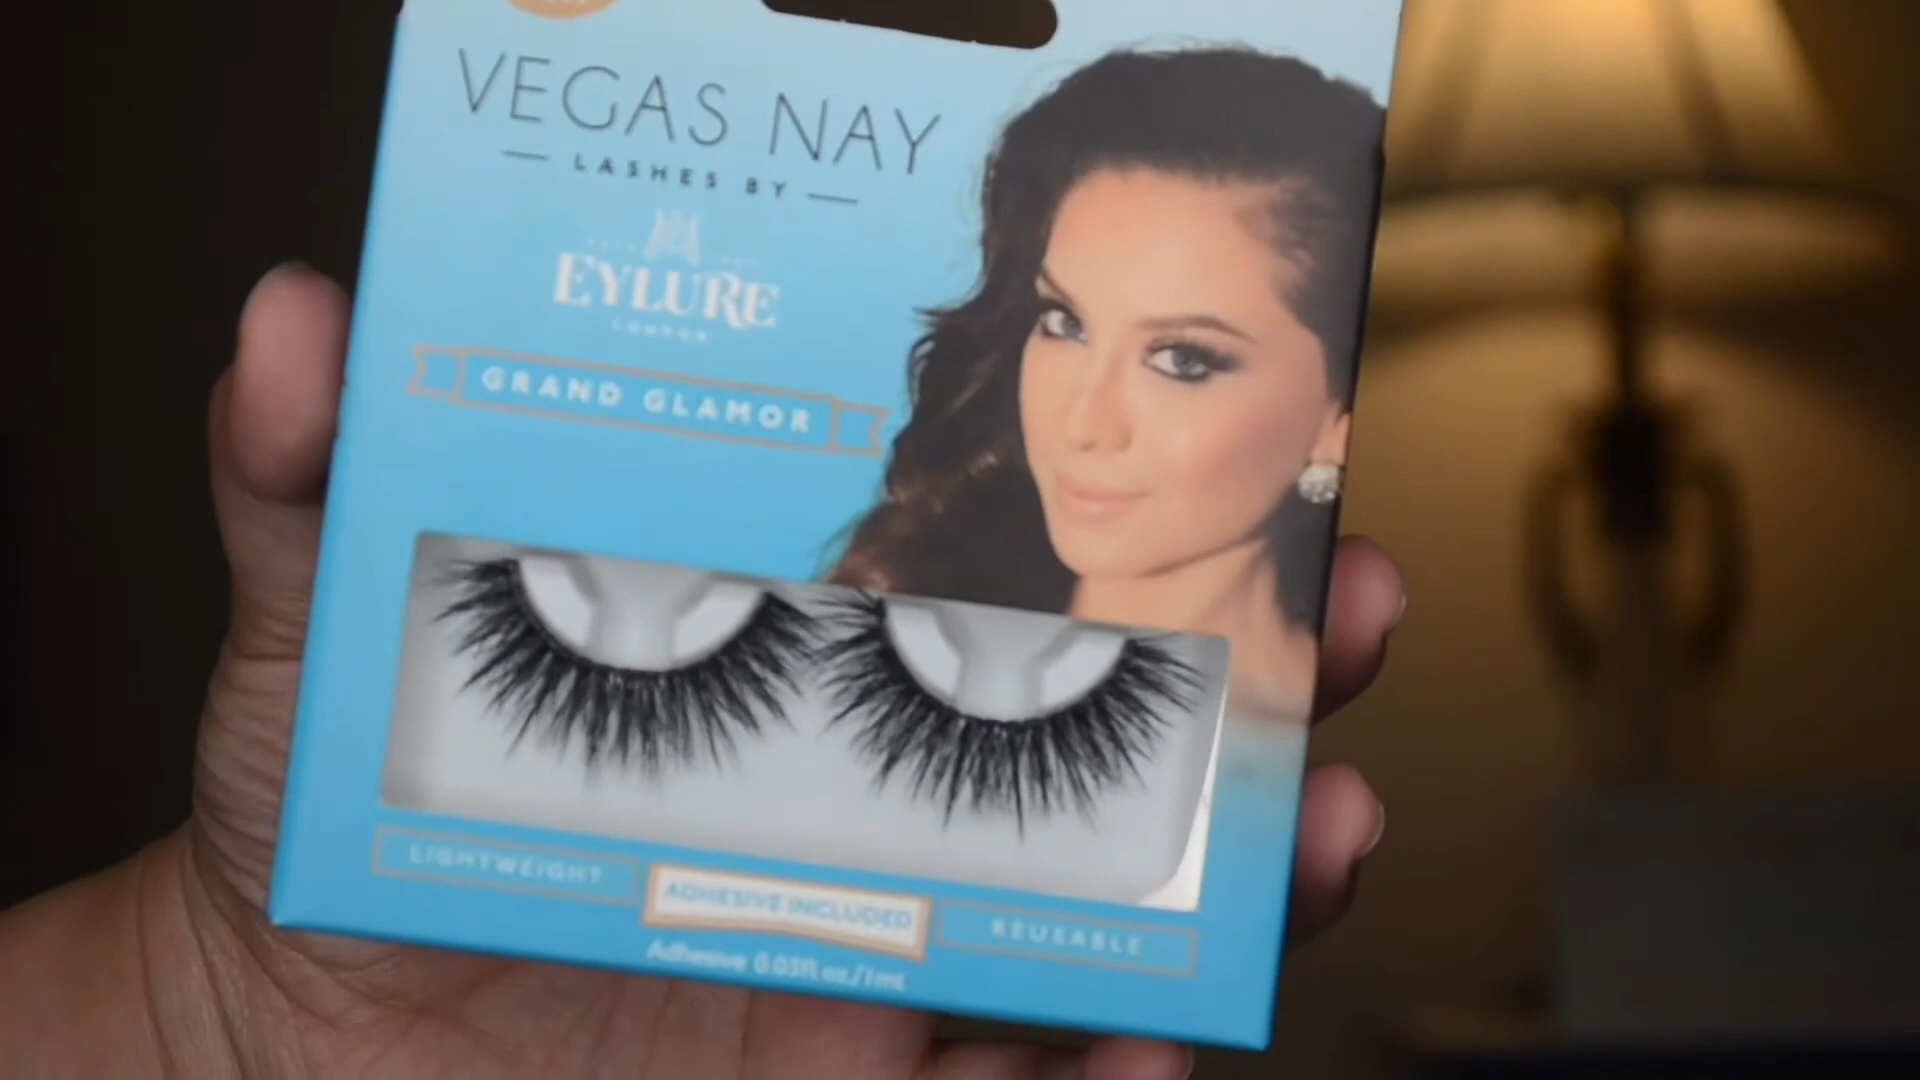 VEGAS NAY
LASHES BY
EYLURE
LONDON
GRAND GLAMOR
LIGHTWEIGHT
ADHESIVE INCLUDED
REUSABLE
Adhesive 0.03fl oz/1mL